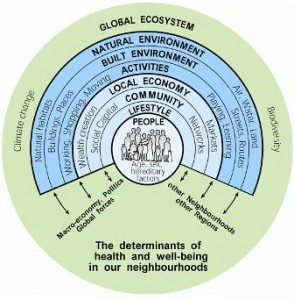 GLOBAL ECOSYSTEM
NATURAL ENVIRONMENT
BUILT ENVIRONMENT
ACTIVITIES
LOCAL ECONOMY
COMMUNITY
LIFESTYLE
PEOPLE
Age, sex,
hereditary
factors
Climate change
Natural habitats
Buildings, Places
Working, Shopping, Moving
Wealth creation
Social Capital
Networks
Markets
Playing, Learning
Streets, Routes
Air, Water, Land
Biodiversity
Macro-economy, Politics
Global forces
other Neighbourhoods
other Regions
The determinants of
health and well-being
in our neighbourhoods